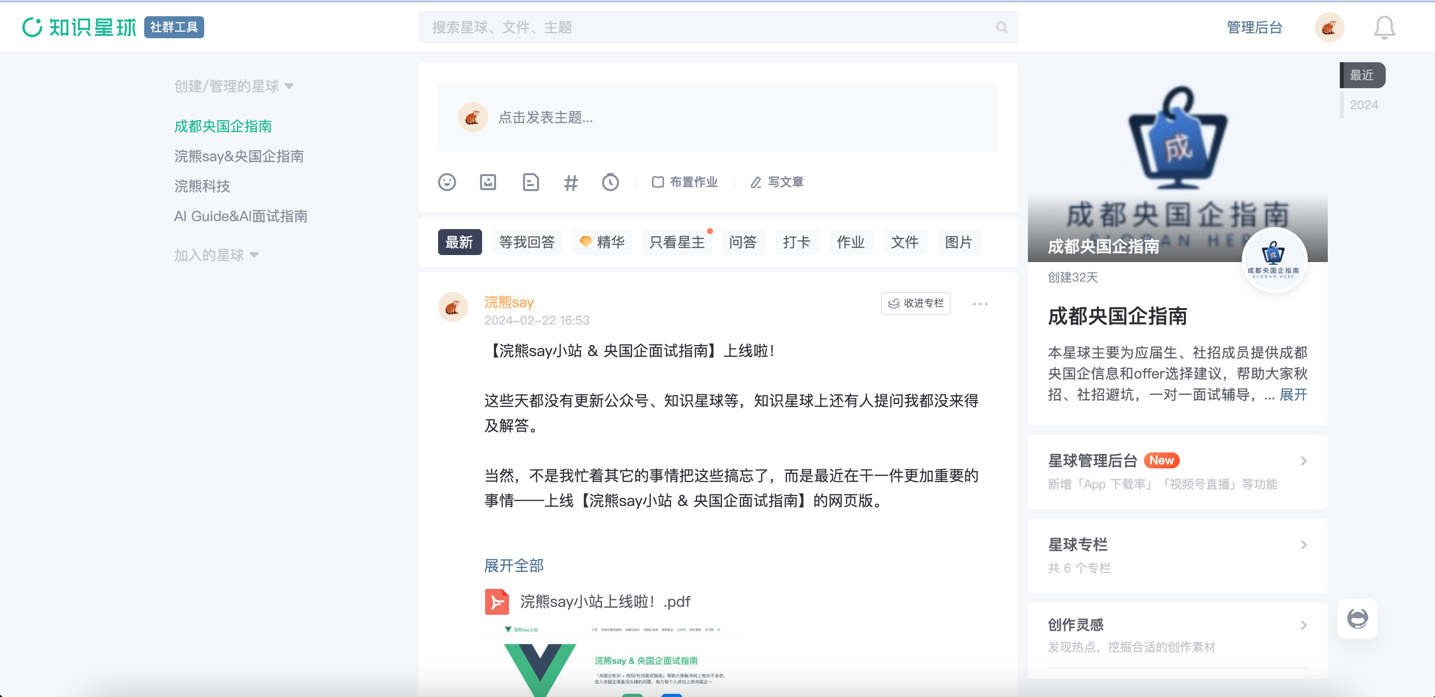 知识星球 社群工具
搜索星球、文件、主题
管理后台
创建/管理的星球
成都央国企指南
浣熊say&央国企指南
浣熊科技
AI Guide&AI面试指南
加入的星球
点击发表主题...
布置作业
写文章
最新 等我回答 精华 只看星主 问答 打卡 作业 文件 图片
浣熊say
2024-02-22 16:53
收进专栏
【浣熊say小站 & 央国企面试指南】上线啦！
这些天都没有更新公众号、知识星球等，知识星球上还有人提问我都没来得
及解答。
当然，不是我忙着其它的事情把这些搞忘了，而是最近在干一件更加重要的
事情——上线【浣熊say小站 & 央国企面试指南】的网页版。
展开全部
浣熊say小站上线啦！.pdf
浣熊say小站
浣熊say & 央国企面试指南
成
成都央国企指南
SLOGAN HERE
成都央国企指南
成都央国企指南
SLOGAN HERE
创建32天
成都央国企指南
本星球主要为应届生、社招成员提供成都
央国企信息和offer选择建议，帮助大家秋
招、社招避坑，一对一面试辅导，... 展开
星球管理后台 New
新增「App 下载率」「视频号直播」等功能
星球专栏
共 6 个专栏
创作灵感
发现热点，挖掘合适的创作素材
最近
2024